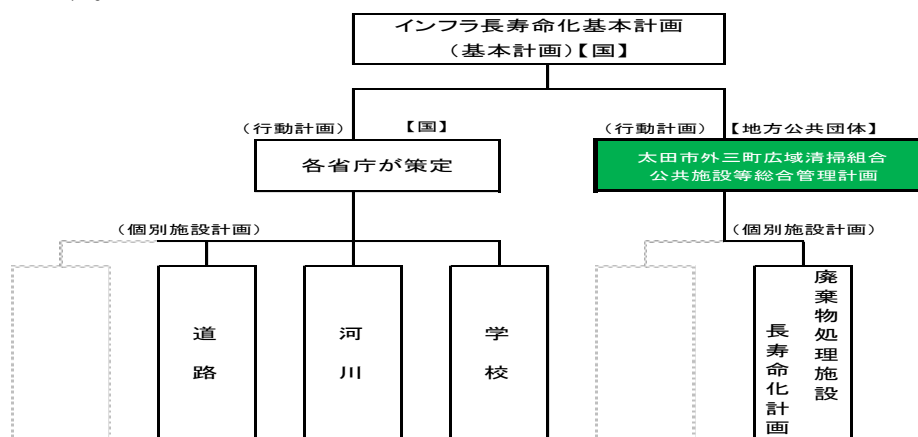 インフラ長寿命化基本計画
(基本計画)【国】
(行動計画)
【国】
(行動計画)
【地方公共団体】
各省庁が策定
太田市外三町広域清掃組合
公共施設等総合管理計画
(個別施設計画)
(個別施設計画)
道路
河川
学校
廃棄物処理施設
長寿命化計画